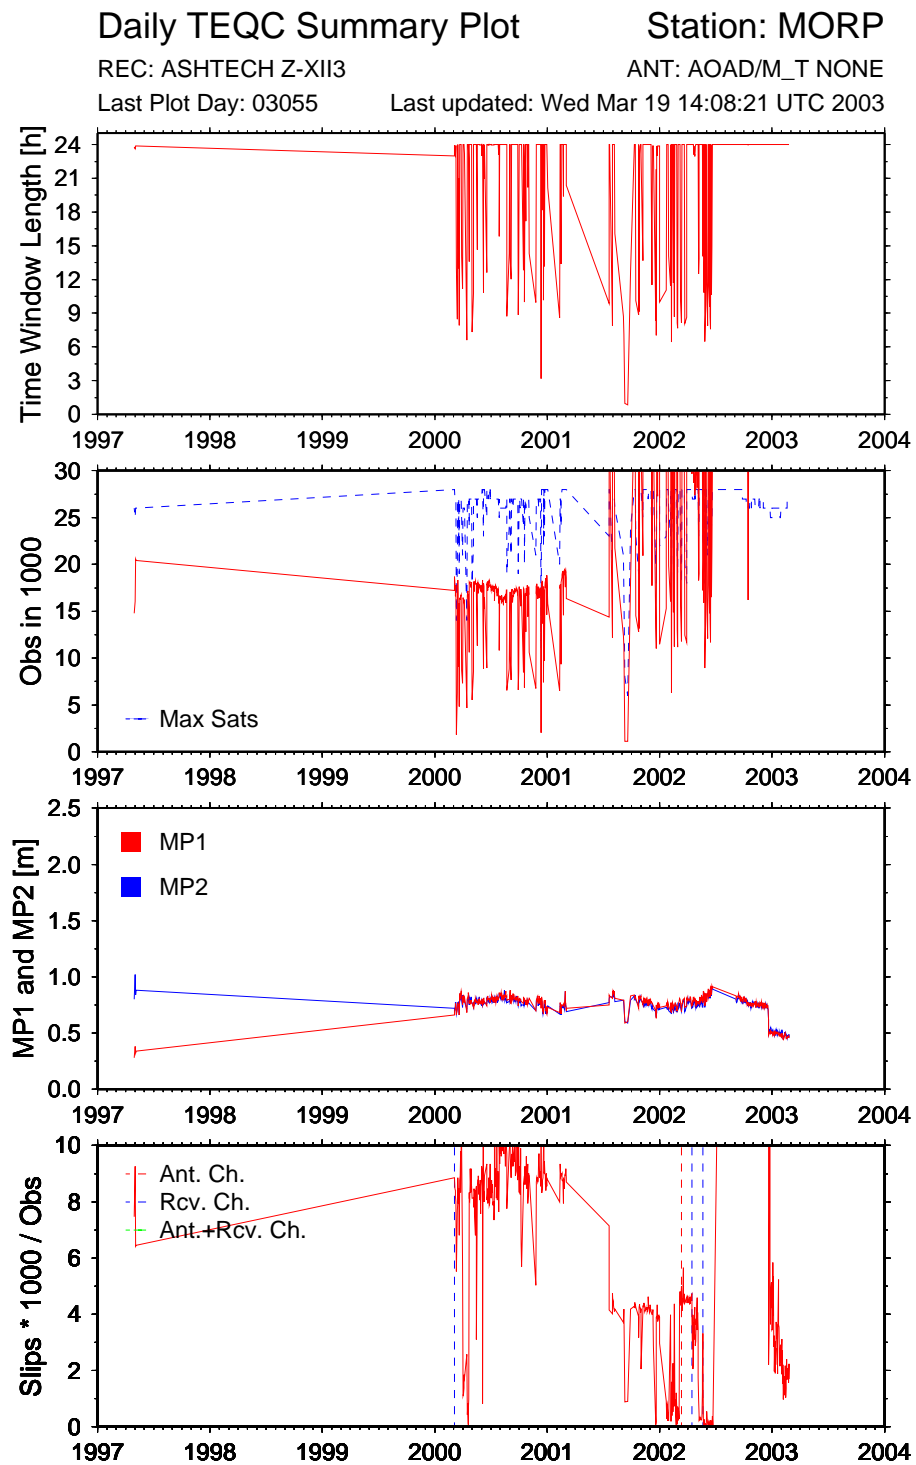 Daily TEQC Summary Plot Station: MORP
REC: ASHTECH Z-XII3 ANT: AOAD/M_T NONE
Last Plot Day: 03055 Last updated: Wed Mar 19 14:08:21 UTC 2003
Time Window Length [h]
24
21
18
15
12
9
6
3
0
1997 1998 1999 2000 2001 2002 2003 2004
Obs in 1000
30
25
20
15
10
5
0
Max Sats
1997 1998 1999 2000 2001 2002 2003 2004
MP1 and MP2 [m]
2.5
2.0
1.5
1.0
0.5
0.0
MP1
MP2
1997 1998 1999 2000 2001 2002 2003 2004
Slips * 1000 / Obs
10
8
6
4
2
0
Ant. Ch.
Rcv. Ch.
Ant.+Rcv. Ch.
1997 1998 1999 2000 2001 2002 2003 2004